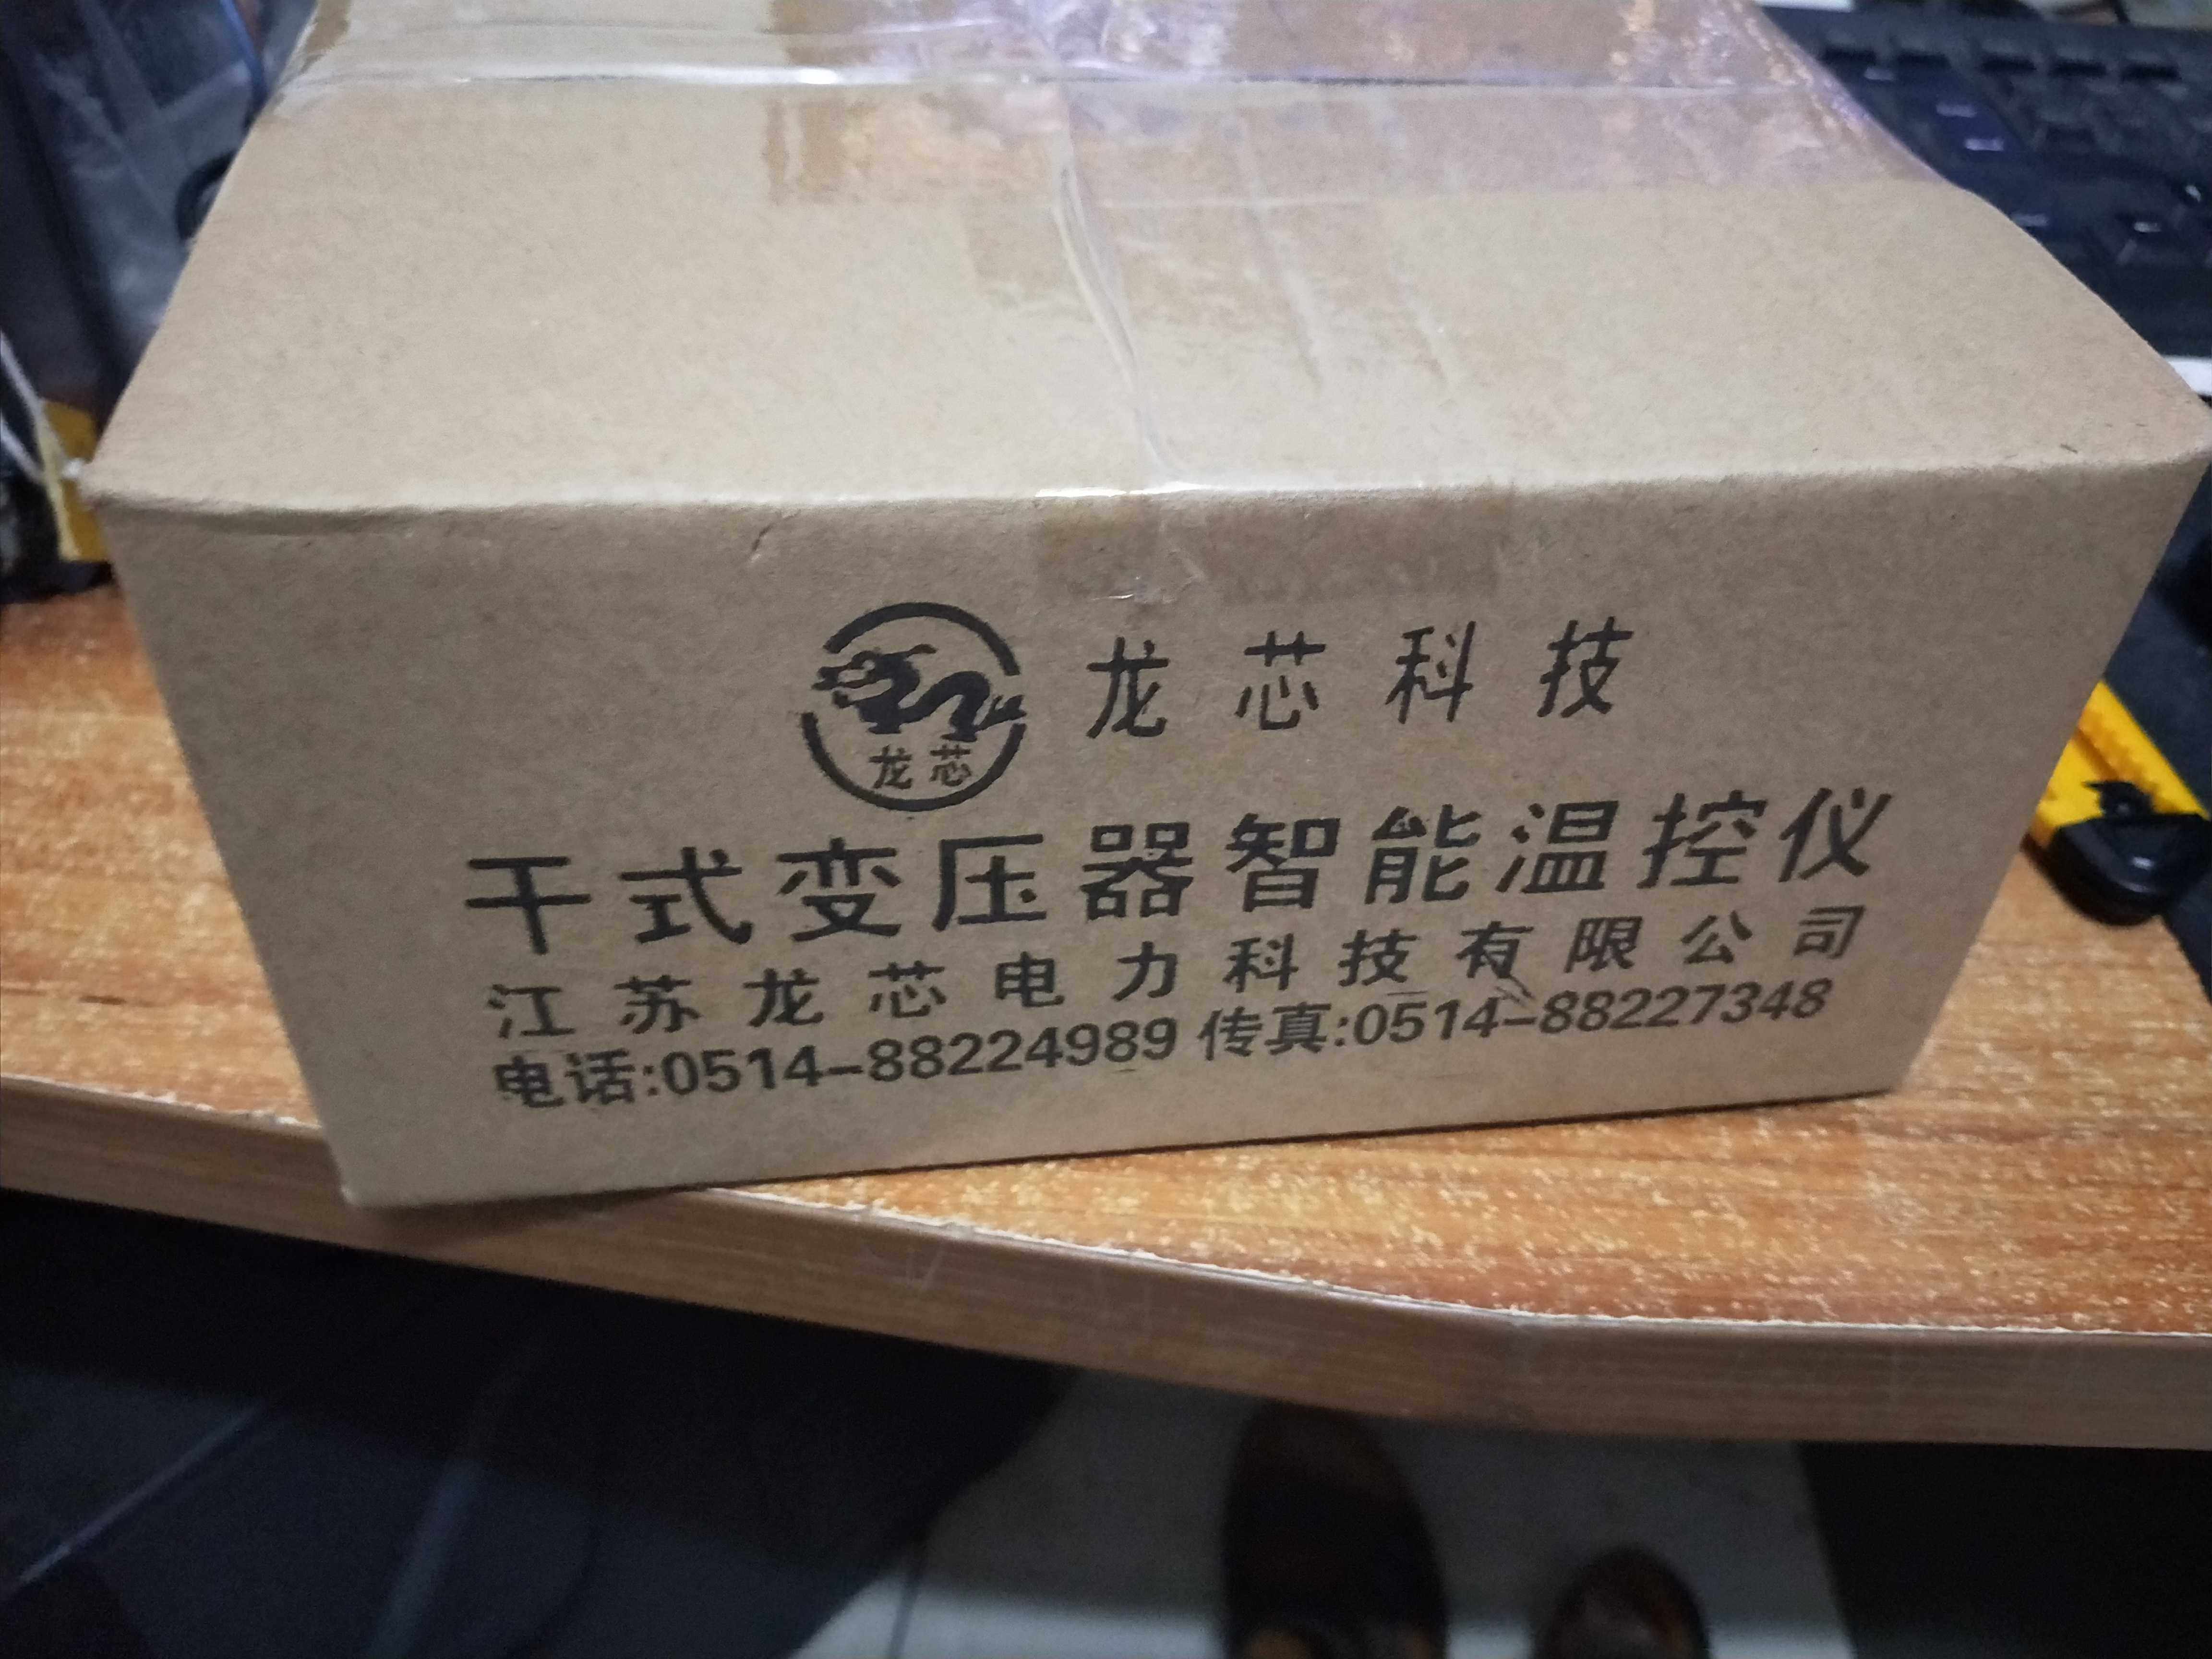 龙芯科技
龙芯
干式变压器智能温控仪
江苏龙芯电力科技有限公司
电话:0514-88224989 传真:0514-88227348